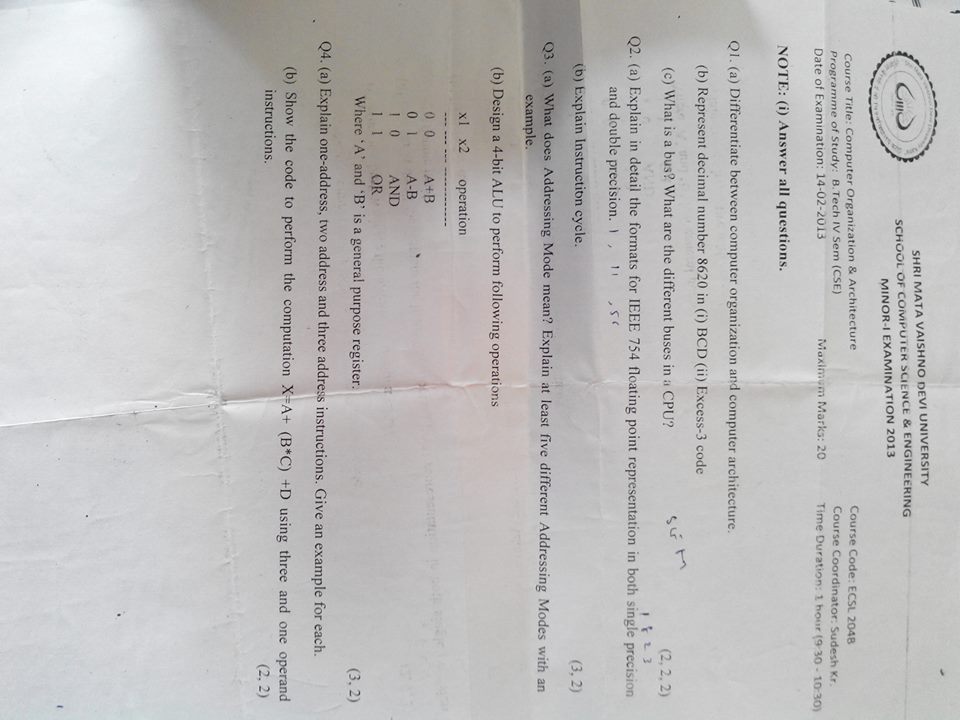 SHRI MATA VAISHNO DEVI UNIVERSITY
SCHOOL OF COMPUTER SCIENCE & ENGINEERING
MINOR-I EXAMINATION 2013
Course Title: Computer Organization & Architecture
Course Code: ECSL 2048
Programme of Study: B.Tech IV Sem (CSE)
Course Coordinator: Sudesh Kr.
Date of Examination: 14-02-2013
Maximum Marks: 20
Time Duration: 1 hour (9:30 - 10:30)
NOTE: (i) Answer all questions.
Q1. (a) Differentiate between computer organization and computer architecture.
(b) Represent decimal number 8620 in (i) BCD (ii) Excess-3 code
(c) What is a bus? What are the different buses in a CPU?
(2, 2, 2)
1 8 23
Q2. (a) Explain in detail the formats for IEEE 754 floating point representation in both single precision
and double precision. 1, 11
(b) Explain Instruction cycle.
(3, 2)
Q3. (a) What does Addressing Mode mean? Explain at least five different Addressing Modes with an
example.
(b) Design a 4-bit ALU to perform following operations
x1 x2 operation
--- --- --- ------------
0 0 A+B
0 1 A-B
1 0 AND
1 1 OR
Where 'A' and 'B' is a general purpose register.
(3, 2)
Q4. (a) Explain one-address, two address and three address instructions. Give an example for each.
(b) Show the code to perform the computation X=A+ (B*C) +D using three and one operand
instructions.
(2, 2)